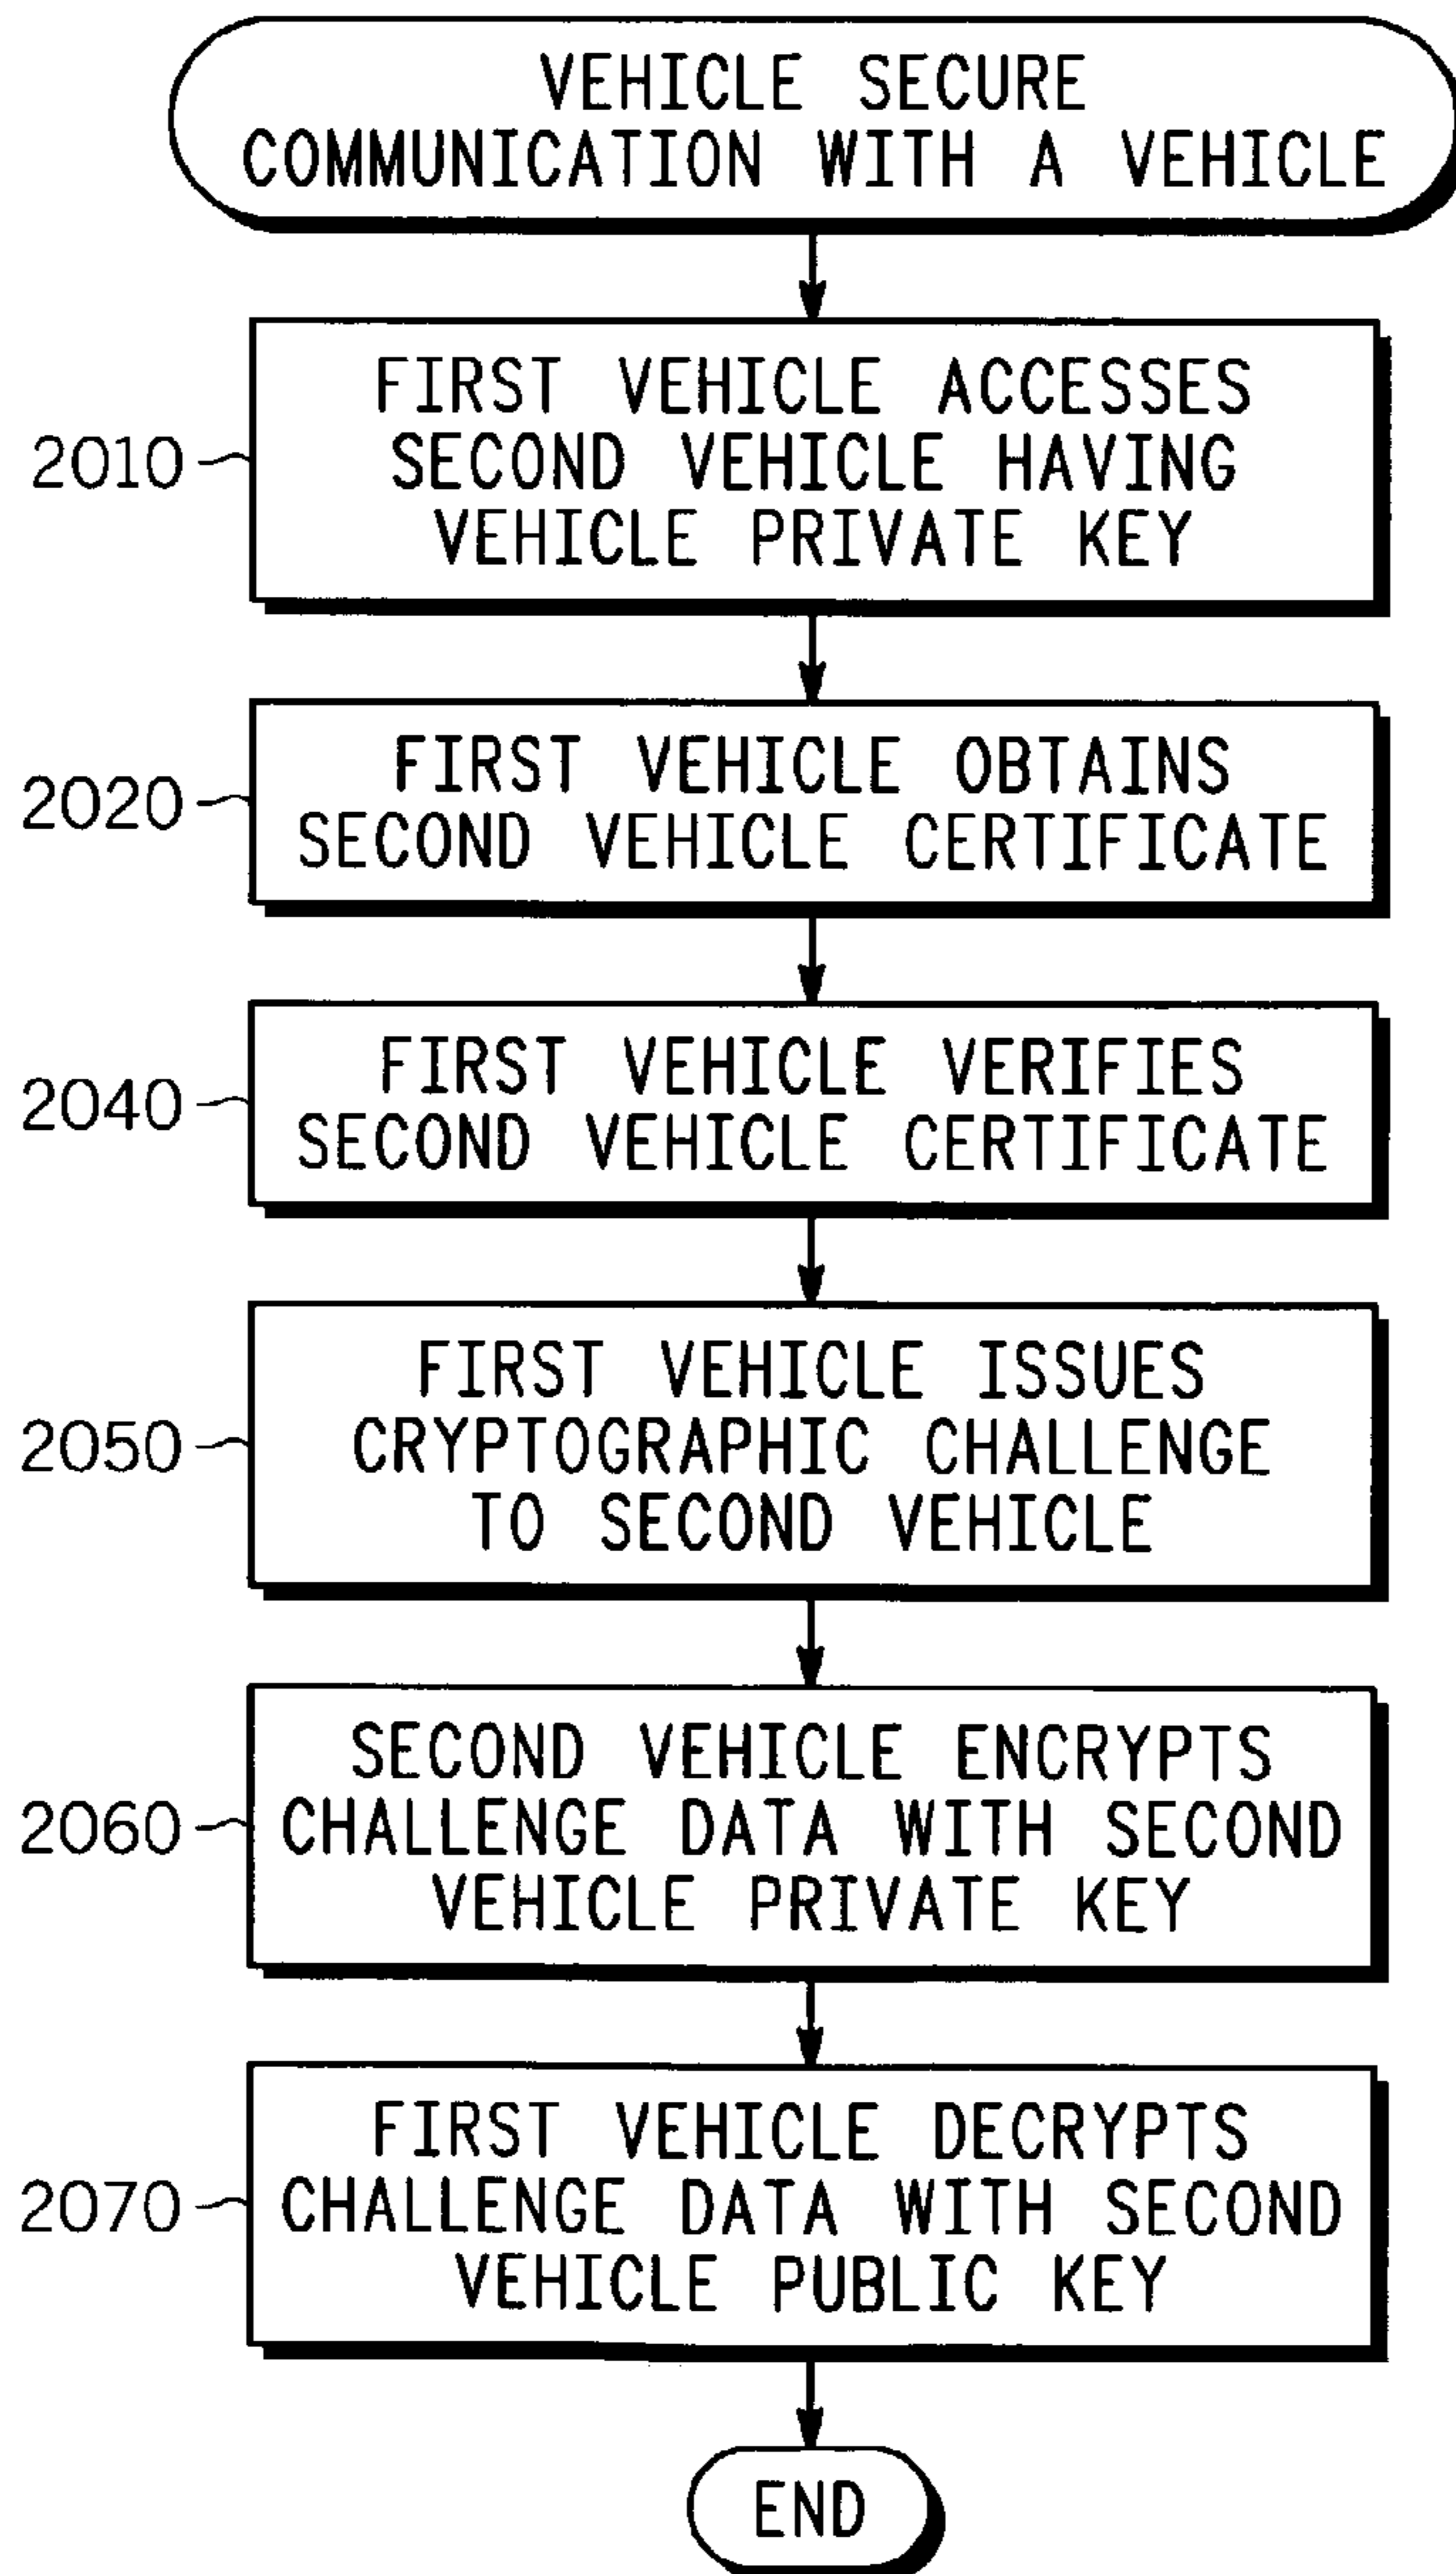 VEHICLE SECURE
COMMUNICATION WITH A VEHICLE
FIRST VEHICLE ACCESSES
SECOND VEHICLE HAVING
VEHICLE PRIVATE KEY
2010
FIRST VEHICLE OBTAINS
SECOND VEHICLE CERTIFICATE
2020
FIRST VEHICLE VERIFIES
SECOND VEHICLE CERTIFICATE
2040
FIRST VEHICLE ISSUES
CRYPTOGRAPHIC CHALLENGE
TO SECOND VEHICLE
2050
SECOND VEHICLE ENCRYPTS
CHALLENGE DATA WITH SECOND
VEHICLE PRIVATE KEY
2060
FIRST VEHICLE DECRYPTS
CHALLENGE DATA WITH SECOND
VEHICLE PUBLIC KEY
2070
END